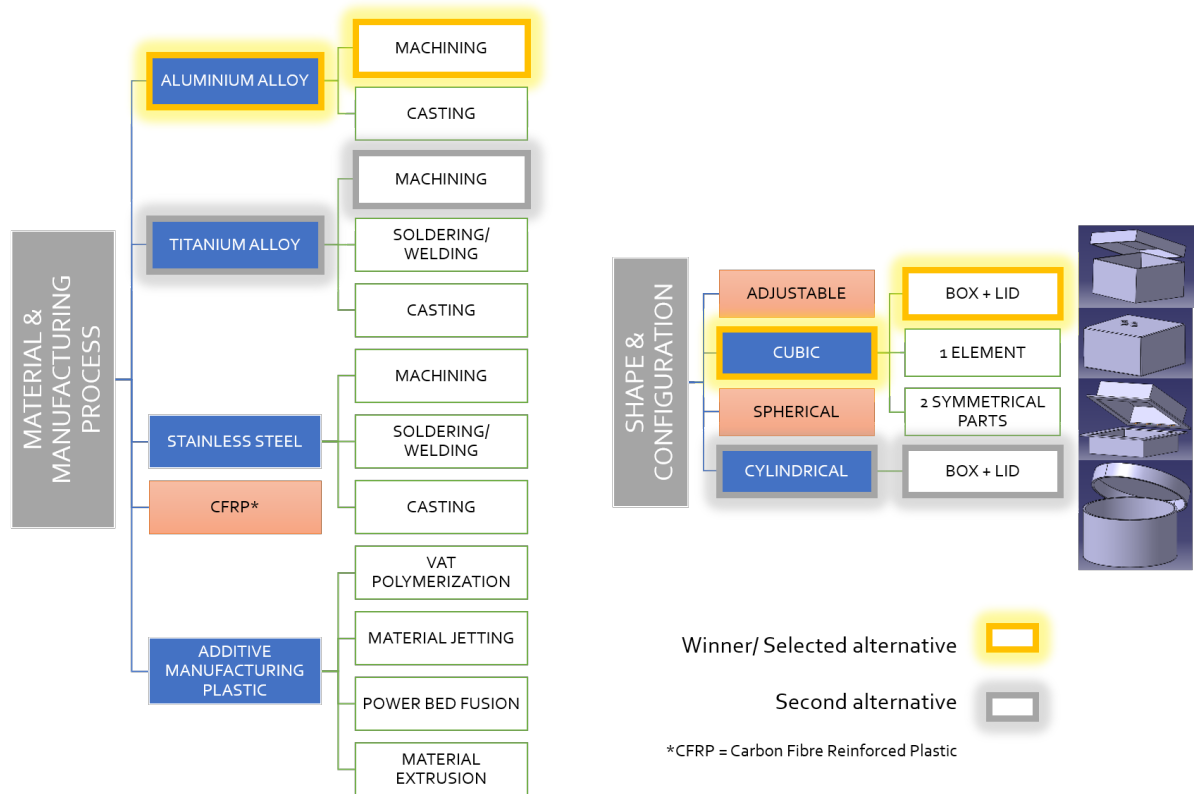 MATERIAL &
MANUFACTURING
PROCESS
ALUMINIUM ALLOY
MACHINING
CASTING
TITANIUM ALLOY
MACHINING
SOLDERING/
WELDING
CASTING
STAINLESS STEEL
MACHINING
SOLDERING/
WELDING
CASTING
CFRP*
ADDITIVE
MANUFACTURING
PLASTIC
VAT
POLYMERIZATION
MATERIAL JETTING
POWER BED FUSION
MATERIAL
EXTRUSION
SHAPE &
CONFIGURATION
ADJUSTABLE
CUBIC
BOX + LID
1 ELEMENT
2 SYMMETRICAL
PARTS
SPHERICAL
CYLINDRICAL
BOX + LID
Winner/ Selected alternative
Second alternative
*CFRP = Carbon Fibre Reinforced Plastic